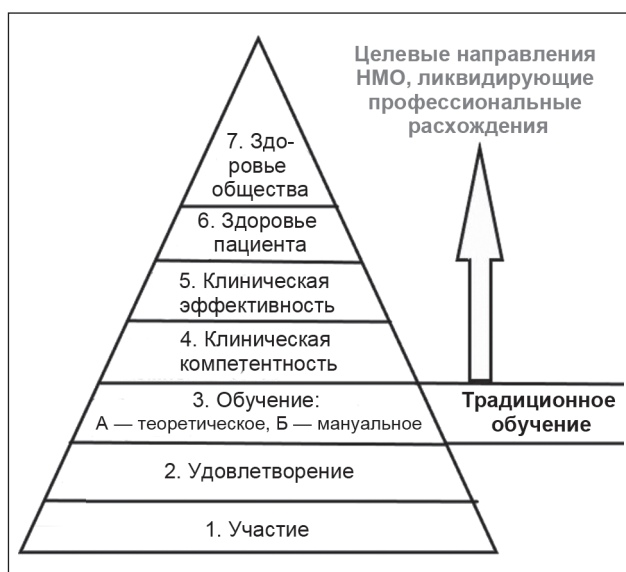 Целевые направления
НМО, ликвидирующие
профессиональные
расхождения
7. Здо-
ровье
общества
6. Здоровье
пациента
5. Клиническая
эффективность
4. Клиническая
компетентность
3. Обучение:
А — теоретическое, Б — мануальное
Традиционное
обучение
2. Удовлетворение
1. Участие